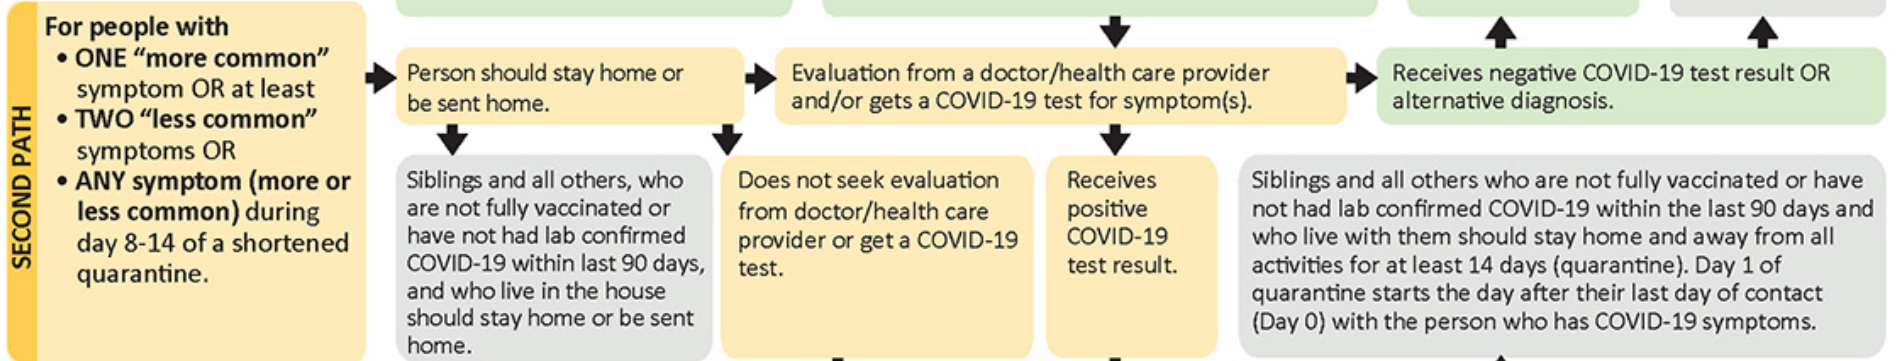 SECOND PATH
For people with
• ONE “more common”
symptom OR at least
• TWO “less common”
symptoms OR
• ANY symptom (more or
less common) during
day 8-14 of a shortened
quarantine.
Person should stay home or
be sent home.
Evaluation from a doctor/health care provider
and/or gets a COVID-19 test for symptom(s).
Receives negative COVID-19 test result OR
alternative diagnosis.
Siblings and all others, who
are not fully vaccinated or
have not had lab confirmed
COVID-19 within last 90 days,
and who live in the house
should stay home or be sent
home.
Does not seek evaluation
from doctor/health care
provider or get a COVID-19
test.
Receives
positive
COVID-19
test result.
Siblings and all others who are not fully vaccinated or have
not had lab confirmed COVID-19 within the last 90 days and
who live with them should stay home and away from all
activities for at least 14 days (quarantine). Day 1 of
quarantine starts the day after their last day of contact
(Day 0) with the person who has COVID-19 symptoms.